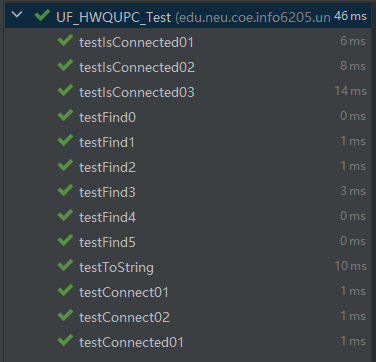 UF_HWQUPC_Test (edu.neu.coe.info6205.un 46 ms
testIsConnected01 6 ms
testIsConnected02 8 ms
testIsConnected03 14 ms
testFind0 0 ms
testFind1 1 ms
testFind2 1 ms
testFind3 3 ms
testFind4 0 ms
testFind5 0 ms
testToString 10 ms
testConnect01 1 ms
testConnect02 1 ms
testConnected01 1 ms